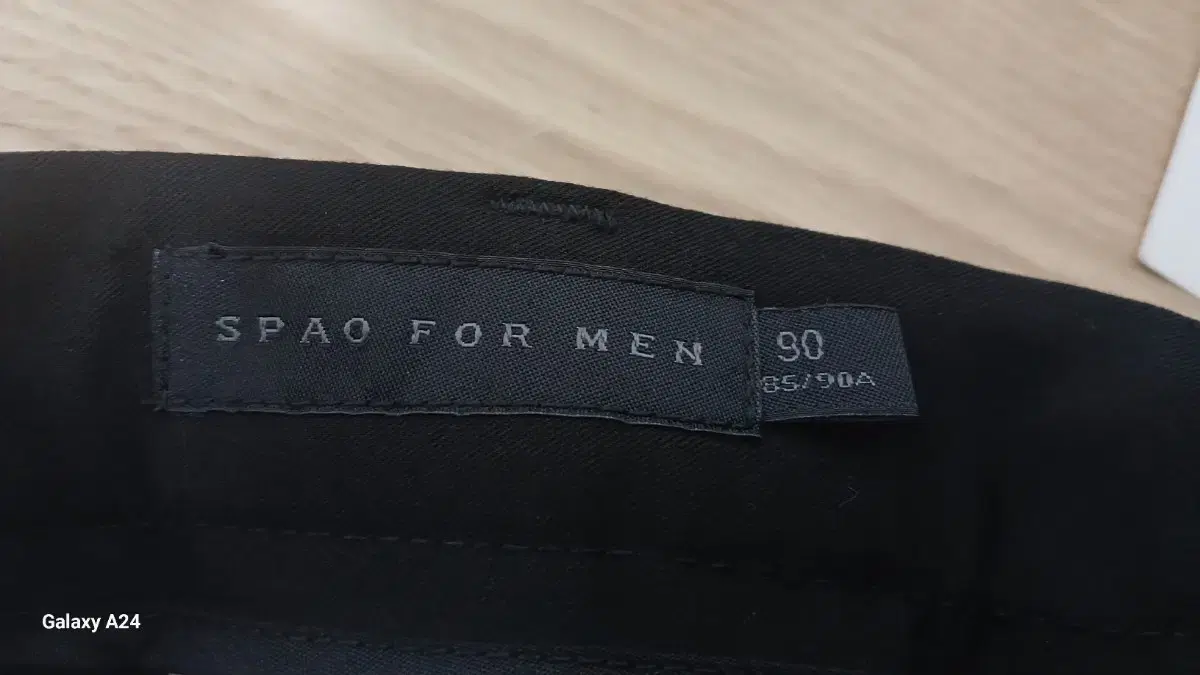 SPAO FOR MEN
90
85/90A
Galaxy A24